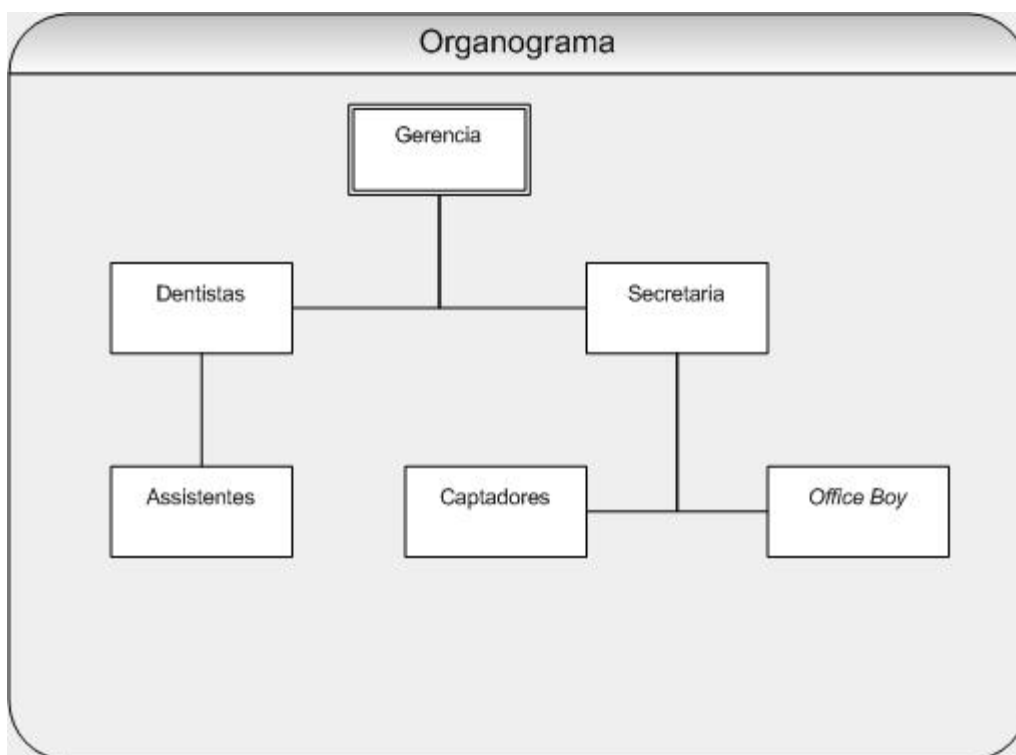 Organograma
Gerencia
Dentistas
Secretaria
Assistentes
Captadores
Office Boy